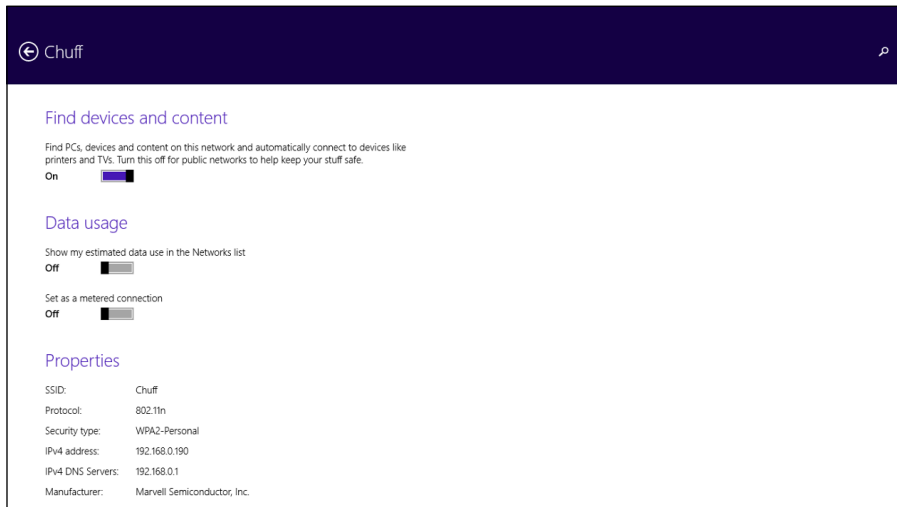 Chuff
Find devices and content
Find PCs, devices and content on this network and automatically connect to devices like
printers and TVs. Turn this off for public networks to help keep your stuff safe.
On
Data usage
Show my estimated data use in the Networks list
Off
Set as a metered connection
Off
Properties
SSID: Chuff
Protocol: 802.11n
Security type: WPA2-Personal
IPv4 address: 192.168.0.190
IPv4 DNS Servers: 192.168.0.1
Manufacturer: Marvell Semiconductor, Inc.